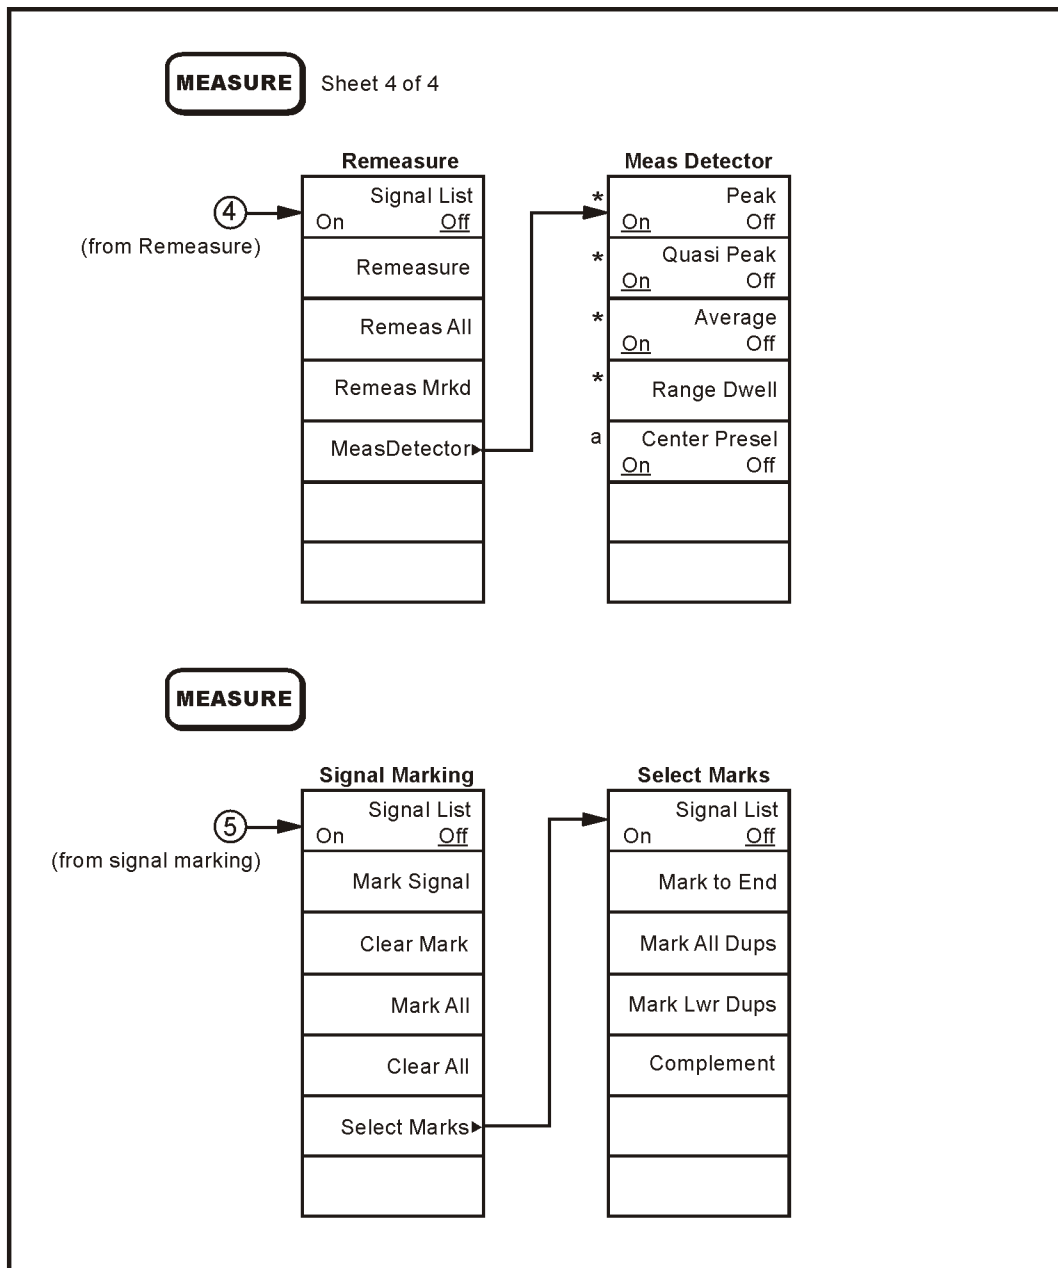 MEASURE Sheet 4 of 4
Remeasure
4
(from Remeasure)
Signal List
On Off
Remeasure
Remeas All
Remeas Mrkd
MeasDetector
Meas Detector
* Peak
On Off
* Quasi Peak
On Off
* Average
On Off
* Range Dwell
a Center Presel
On Off
MEASURE
Signal Marking
5
(from signal marking)
Signal List
On Off
Mark Signal
Clear Mark
Mark All
Clear All
Select Marks
Select Marks
Signal List
On Off
Mark to End
Mark All Dups
Mark Lwr Dups
Complement